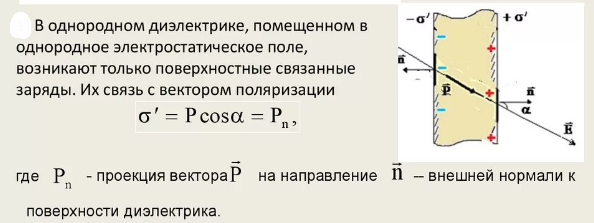 В однородном диэлектрике, помещенном в
однородное электростатическое поле,
возникают только поверхностные связанные
заряды. Их связь с вектором поляризации
σ' = P cosα = Pₙ,
где Pₙ - проекция вектора P⃗ на направление n⃗ – внешней нормали к
поверхности диэлектрика.
-σ' +σ'
n⃗
P⃗
n⃗
α
E⃗